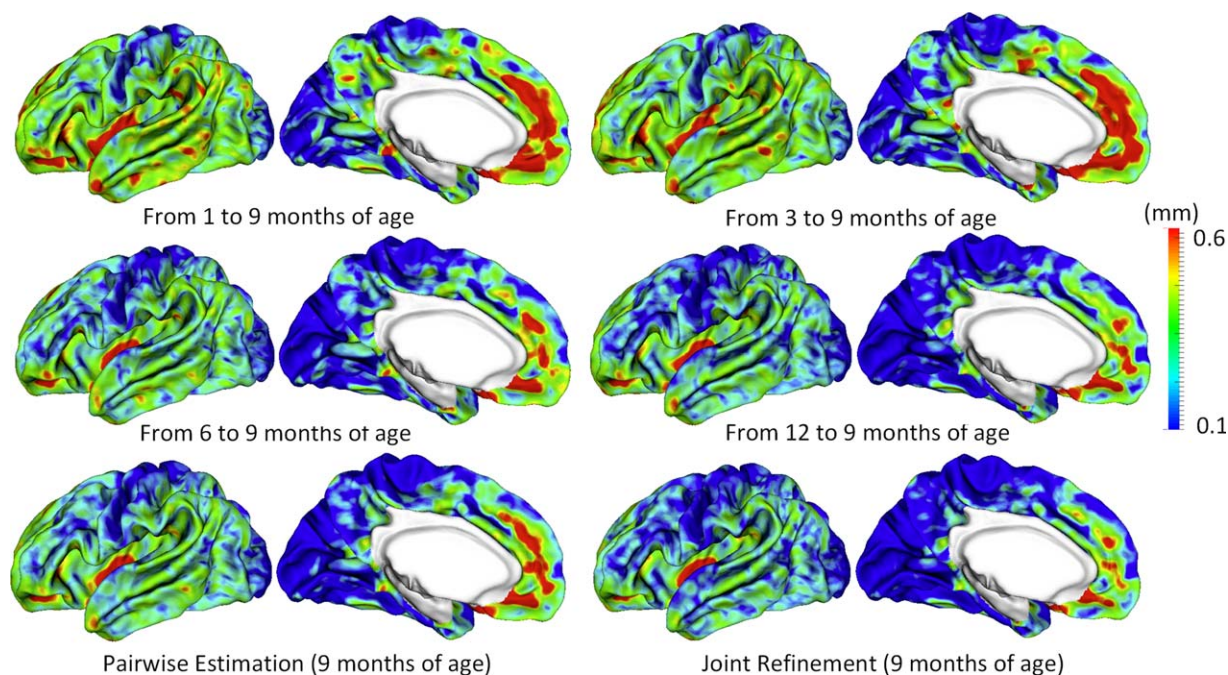 From 1 to 9 months of age
From 3 to 9 months of age
(mm)
0.6
From 6 to 9 months of age
From 12 to 9 months of age
0.1
Pairwise Estimation (9 months of age)
Joint Refinement (9 months of age)